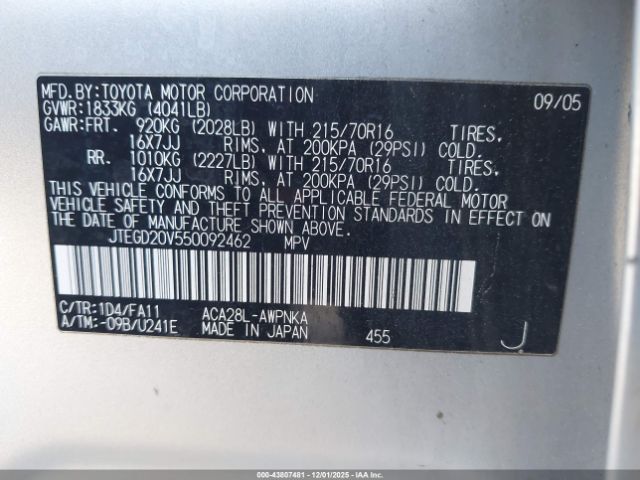 MFD.BY:TOYOTA MOTOR CORPORATION 09/05
GVWR:1833KG (4041LB)
GAWR:FRT. 920KG (2028LB) WITH 215/70R16 TIRES,
16X7JJ RIMS, AT 200KPA (29PSI) COLD.
RR. 1010KG (2227LB) WITH 215/70R16 TIRES,
16X7JJ RIMS, AT 200KPA (29PSI) COLD.
THIS VEHICLE CONFORMS TO ALL APPLICABLE FEDERAL MOTOR
VEHICLE SAFETY AND THEFT PREVENTION STANDARDS IN EFFECT ON
THE DATE OF MANUFACTURE SHOWN ABOVE.
JTEGD20V550092462 MPV
C/TR:1D4/FA11 ACA28L-AWPNKA
A/TM:-09B/U241E MADE IN JAPAN 455 J
000-43807481 - 12/01/2025 - IAAI.com